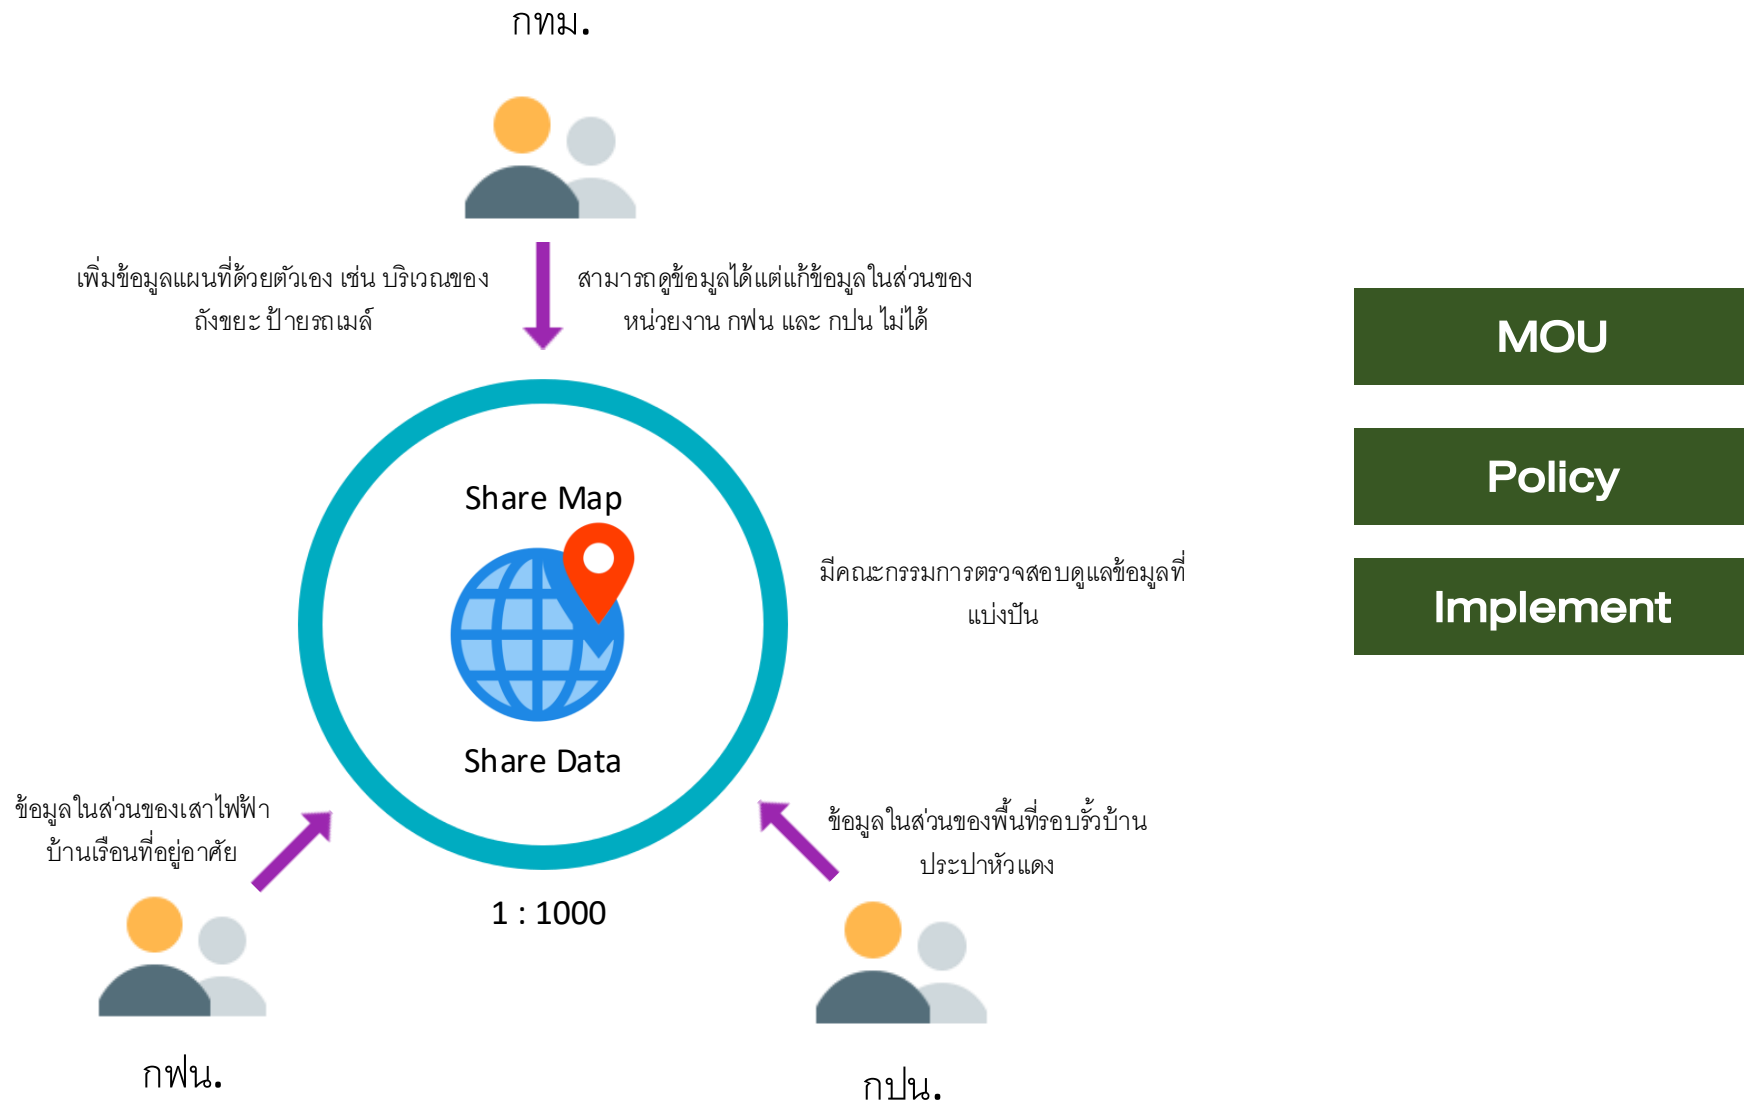 กทม.
เพิ่มข้อมูลแผนที่ด้วยตัวเอง เช่น บริเวณของ
ถังขยะ ป้ายรถเมล์
สามารถดูข้อมูลได้แต่แก้ข้อมูลในส่วนของ
หน่วยงาน กฟน และ กปน ไม่ได้
MOU
Policy
Implement
Share Map
มีคณะกรรมการตรวจสอบดูแลข้อมูลที่
แบ่งปัน
Share Data
ข้อมูลในส่วนของเสาไฟฟ้า
บ้านเรือนที่อยู่อาศัย
ข้อมูลในส่วนของพื้นที่รอบรั้วบ้าน
ประปาหัวแดง
1 : 1000
กฟน.
กปน.